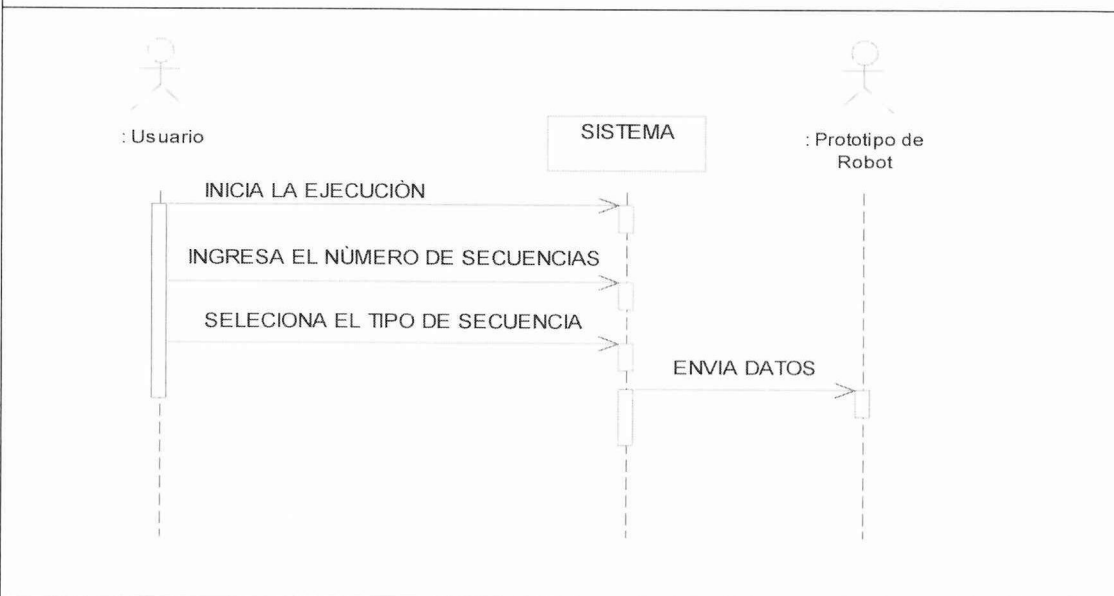 : Usuario
SISTEMA
: Prototipo de
Robot
INICIA LA EJECUCIÒN
INGRESA EL NÙMERO DE SECUENCIAS
SELECIONA EL TIPO DE SECUENCIA
ENVIA DATOS